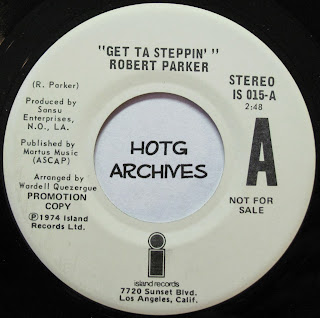 "GET TA STEPPIN'"
ROBERT PARKER
(R. Parker)
Produced by
Sansu
Enterprises,
N.O., LA.
Published by
Martus Music
(ASCAP)
Arranged by
Wardell Quezergue
PROMOTION
COPY
Ⓟ1974 Island
Records Ltd.
HOTG
ARCHIVES
STEREO
IS 015-A
2:48
A
NOT FOR
SALE
i
island records
7720 Sunset Blvd.
Los Angeles, Calif.